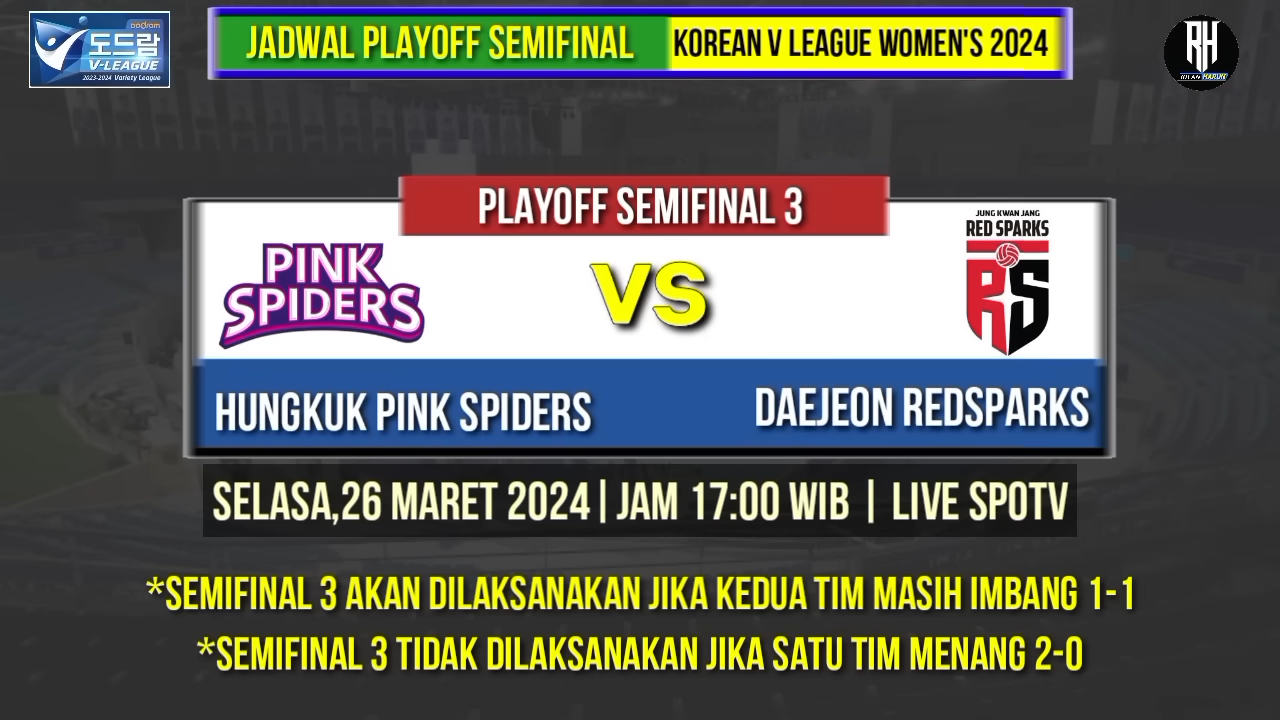 dodram
도드람
V-LEAGUE
2023-2024 Variety League
JADWAL PLAYOFF SEMIFINAL
KOREAN V LEAGUE WOMEN'S 2024
RH
PLAYOFF SEMIFINAL 3
PINK
SPIDERS
VS
JUNG KWAN JANG
RED SPARKS
RS
HUNGKUK PINK SPIDERS
DAEJEON REDSPARKS
SELASA,26 MARET 2024 | JAM 17:00 WIB | LIVE SPOTV
*SEMIFINAL 3 AKAN DILAKSANAKAN JIKA KEDUA TIM MASIH IMBANG 1-1
*SEMIFINAL 3 TIDAK DILAKSANAKAN JIKA SATU TIM MENANG 2-0